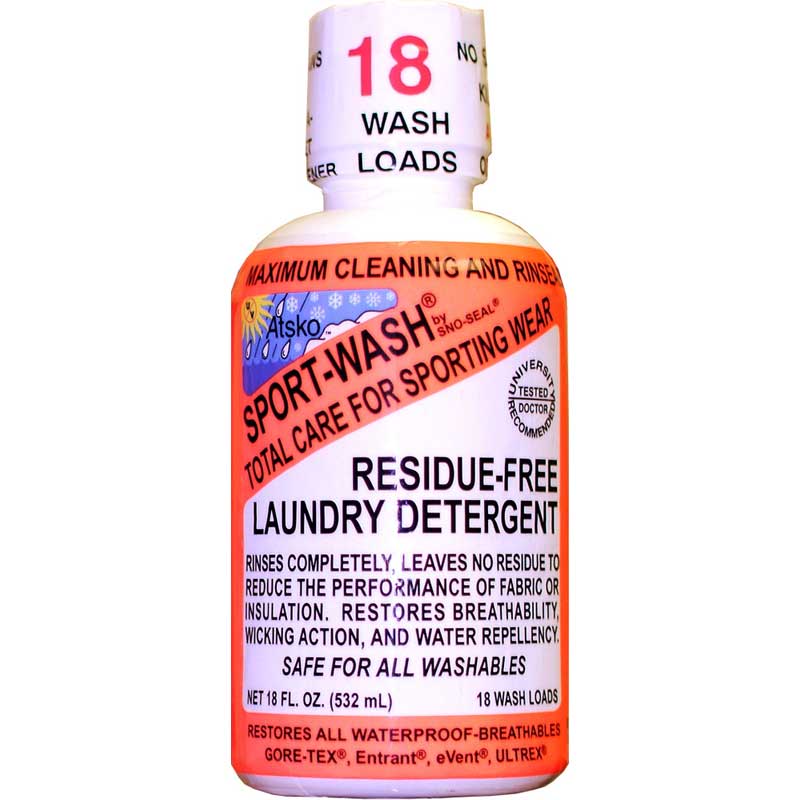 18
WASH
LOADS
NO
MAXIMUM CLEANING AND
Atsko
SPORT-WASH®
by
SNO-SEAL®
TOTAL CARE FOR SPORTING WEAR
UNIVERSITY
TESTED
DOCTOR
RECOMMENDED
RESIDUE-FREE
LAUNDRY DETERGENT
RINSES COMPLETELY, LEAVES NO RESIDUE TO
REDUCE THE PERFORMANCE OF FABRIC OR
INSULATION. RESTORES BREATHABILITY,
WICKING ACTION, AND WATER REPELLENCY.
SAFE FOR ALL WASHABLES
NET 18 FL. OZ. (532 mL) 18 WASH LOADS
RESTORES ALL WATERPROOF-BREATHABLES
GORE-TEX®, Entrant®, eVent®, ULTREX®